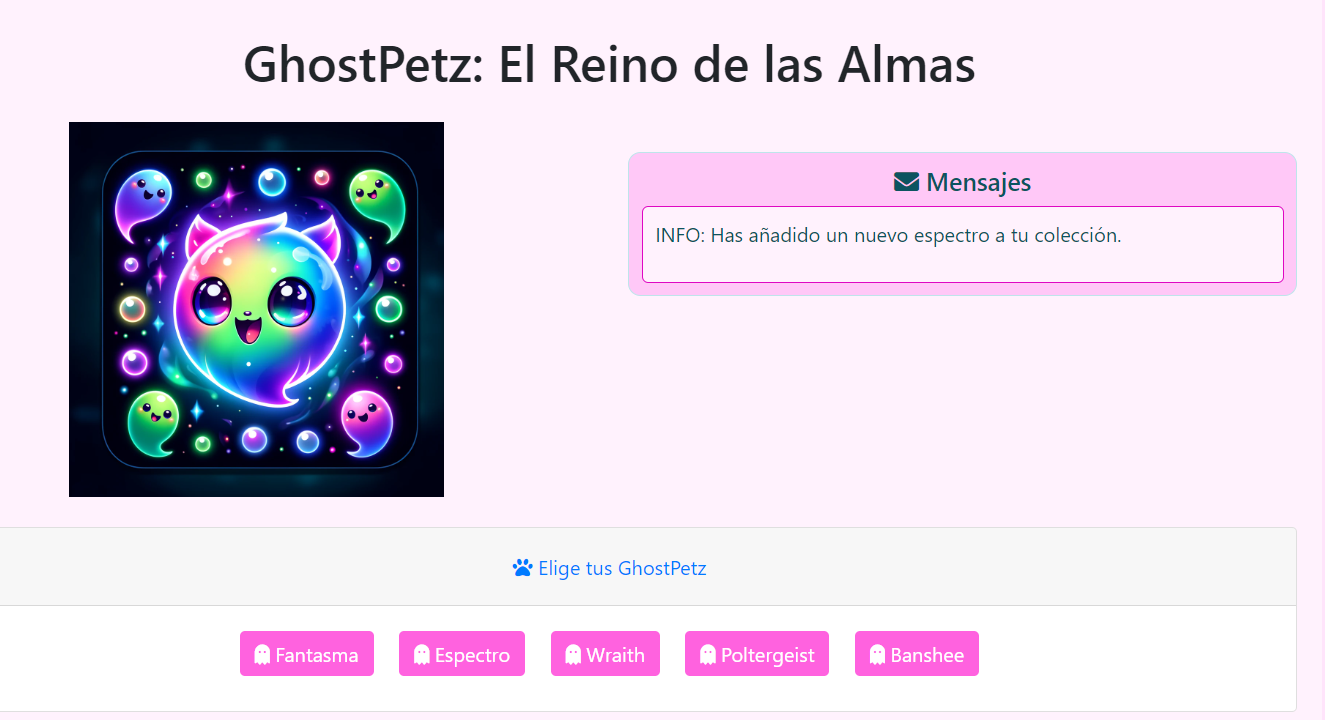 GhostPetz: El Reino de las Almas
Mensajes
INFO: Has añadido un nuevo espectro a tu colección.
Elige tus GhostPetz
Fantasma
Espectro
Wraith
Poltergeist
Banshee